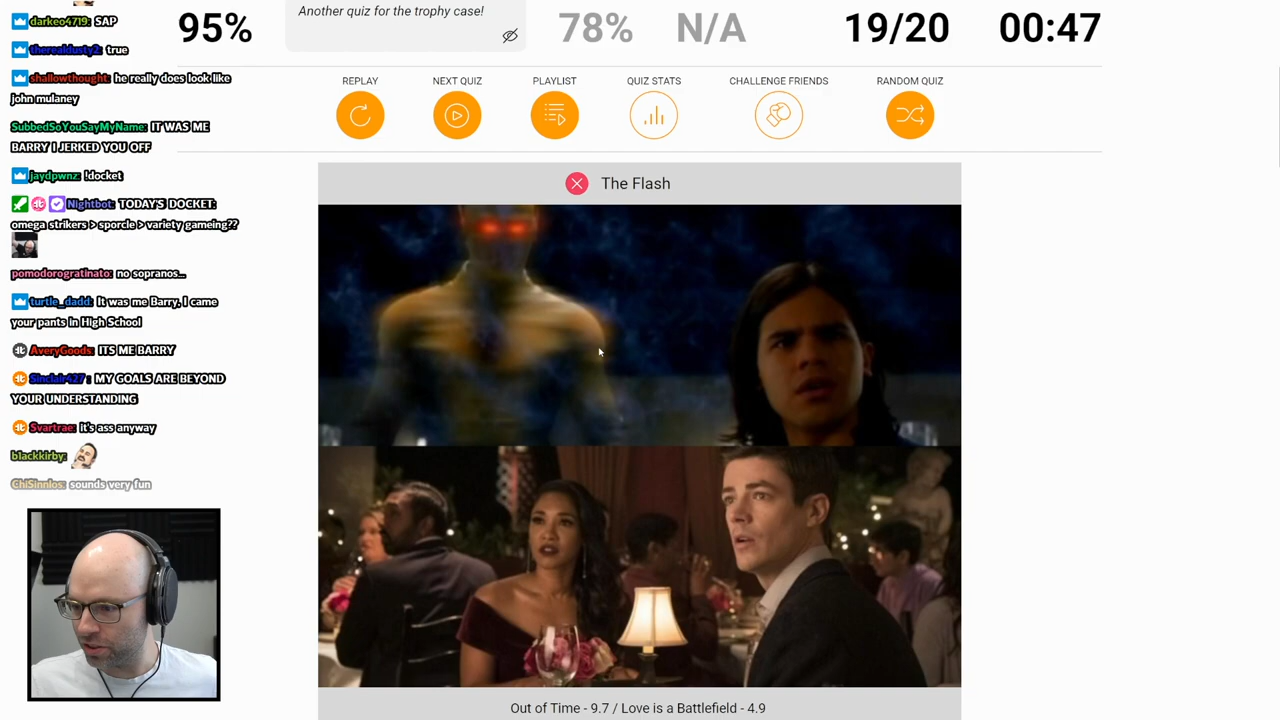 darkeo4719: SAP
therealdusty2: true
shallowthought: he really does look like
john mulaney
SubbedSoYouSayMyName: IT WAS ME
BARRY I JERKED YOU OFF
jaydpwnz: !docket
Nightbot: TODAY'S DOCKET:
omega strikers > sporcle > variety gameing??
pomodorogratinato: no sopranos...
turtle_dadd: It was me Barry, I came
your pants in High School
AveryGoods: ITS ME BARRY
Sinclair427: MY GOALS ARE BEYOND
YOUR UNDERSTANDING
Svartrae: it's ass anyway
blackkirby:
ChiSinnlos: sounds very fun
95%
Another quiz for the trophy case!
78%
N/A
19/20
00:47
REPLAY
NEXT QUIZ
PLAYLIST
QUIZ STATS
CHALLENGE FRIENDS
RANDOM QUIZ
The Flash
Out of Time - 9.7 / Love is a Battlefield - 4.9